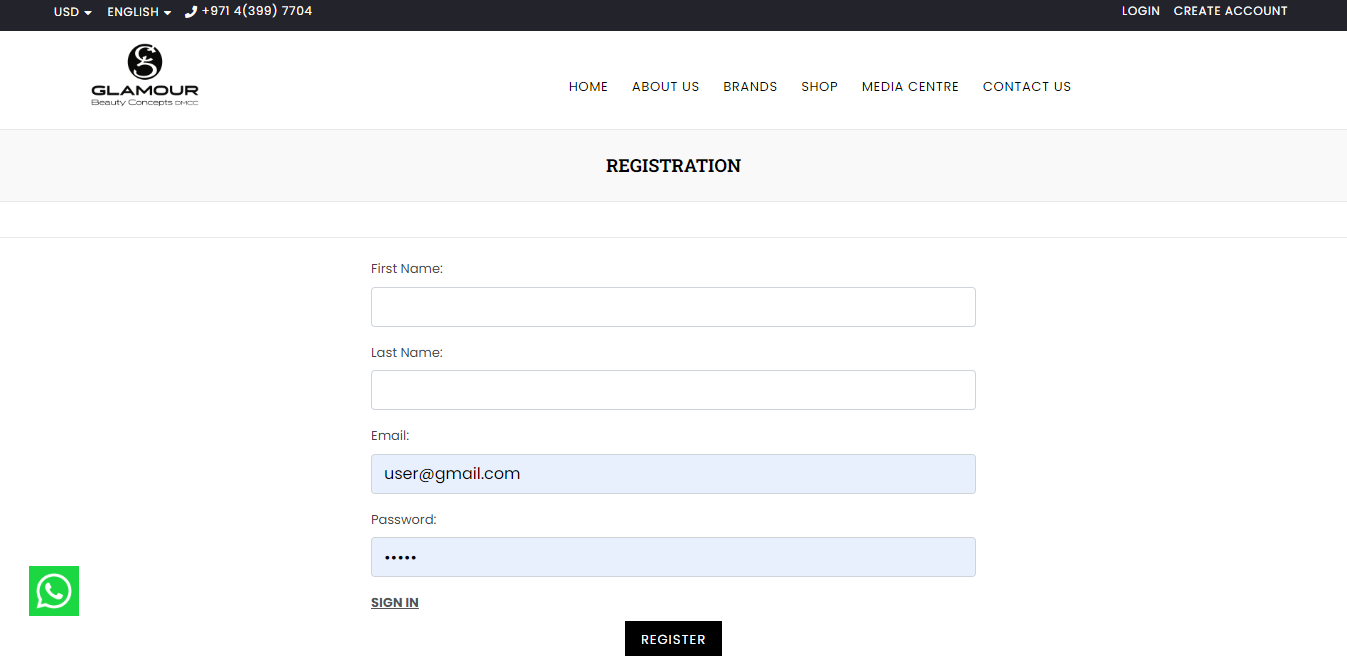 USD ENGLISH +971 4(399) 7704 LOGIN CREATE ACCOUNT
GLAMOUR
Beauty Concepts DMCC
HOME ABOUT US BRANDS SHOP MEDIA CENTRE CONTACT US
REGISTRATION
First Name:
Last Name:
Email:
user@gmail.com
Password:
•••••
SIGN IN
REGISTER